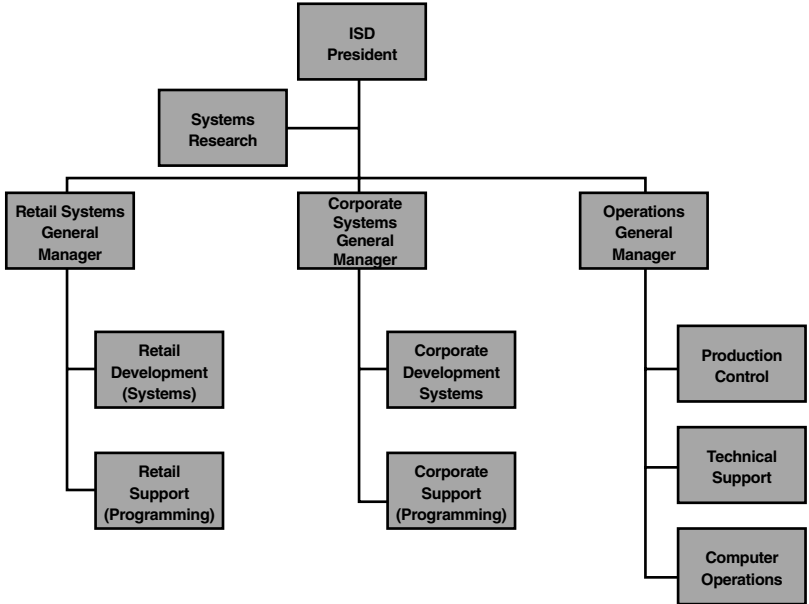 ISD
President
Systems
Research
Retail Systems
General
Manager
Corporate
Systems
General
Manager
Operations
General
Manager
Retail
Development
(Systems)
Corporate
Development
Systems
Production
Control
Retail
Support
(Programming)
Corporate
Support
(Programming)
Technical
Support
Computer
Operations